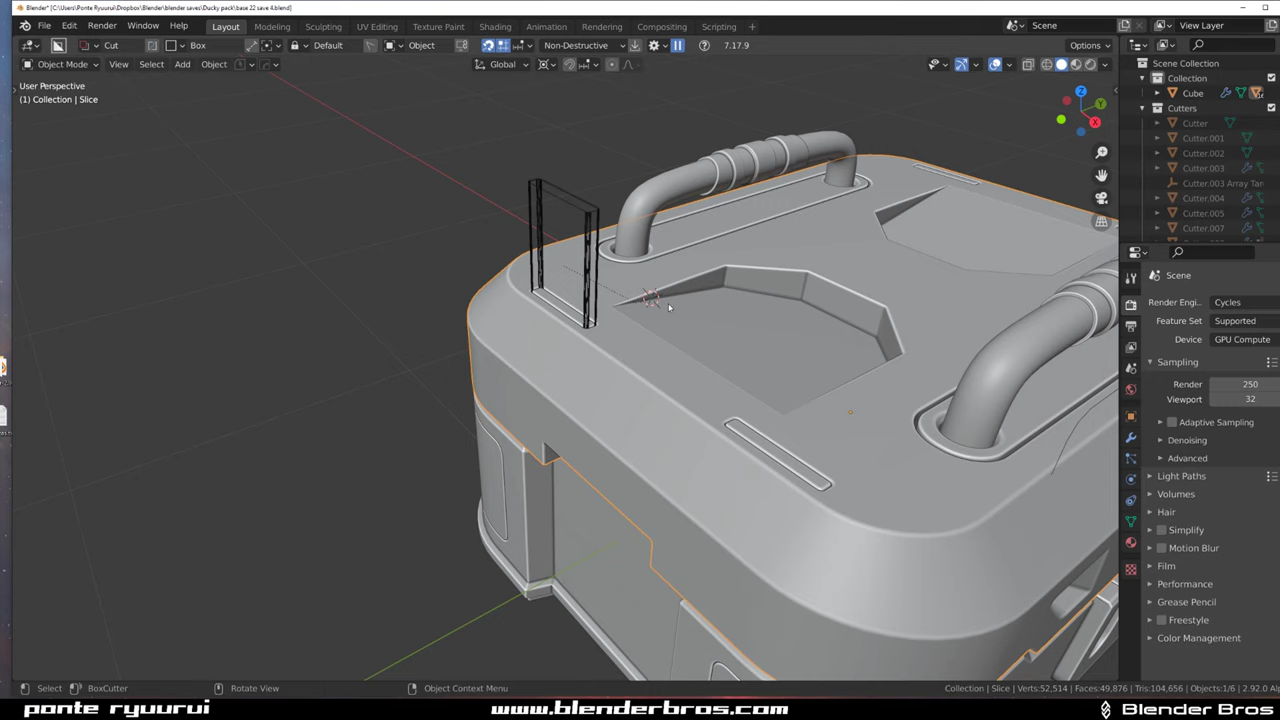 Blender* [C:\Users\Ponte Ryuurui\Dropbox\Blender\blender saves\Ducky pack\base 22 save 4.blend]
File Edit Render Window Help Layout Modeling Sculpting UV Editing Texture Paint Shading Animation Rendering Compositing Scripting + Scene View Layer
Cut Box Default Object Non-Destructive 7.17.9 Options
Object Mode View Select Add Object Global
User Perspective
(1) Collection | Slice
Z
Y
X
Scene Collection
Collection
Cube
Cutters
Cutter
Cutter.001
Cutter.002
Cutter.003
Cutter.003 Array Tar
Cutter.004
Cutter.005
Cutter.007
Scene
Render Engi.. Cycles
Feature Set Supported
Device GPU Compute
Sampling
Render 250
Viewport 32
Adaptive Sampling
Denoising
Advanced
Light Paths
Volumes
Hair
Simplify
Motion Blur
Film
Performance
Grease Pencil
Freestyle
Color Management
Select BoxCutter Rotate View Object Context Menu Collection | Slice | Verts:52,514 | Faces:49,876 | Tris:104,656 | Objects:1/6 | 2.92.0 Al
ponte ryuurui www.blenderbros.com Blender Bros